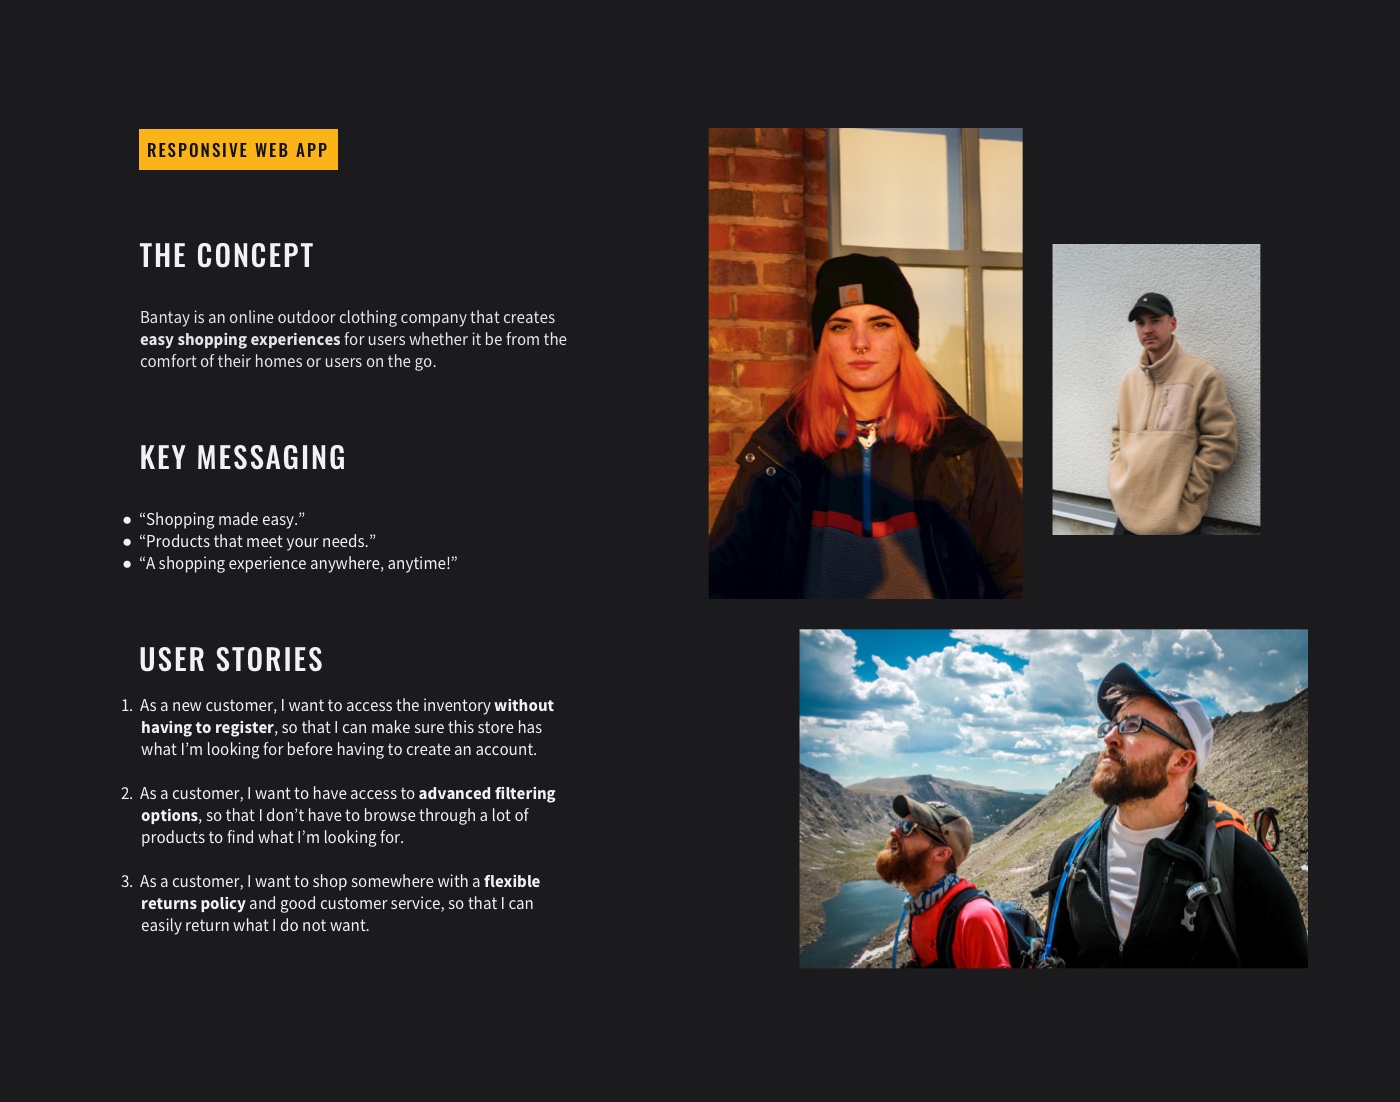 RESPONSIVE WEB APP
THE CONCEPT
Bantay is an online outdoor clothing company that creates
easy shopping experiences for users whether it be from the
comfort of their homes or users on the go.
KEY MESSAGING
● “Shopping made easy.”
● “Products that meet your needs.”
● “A shopping experience anywhere, anytime!”
USER STORIES
1. As a new customer, I want to access the inventory without
having to register, so that I can make sure this store has
what I’m looking for before having to create an account.
2. As a customer, I want to have access to advanced filtering
options, so that I don’t have to browse through a lot of
products to find what I’m looking for.
3. As a customer, I want to shop somewhere with a flexible
returns policy and good customer service, so that I can
easily return what I do not want.